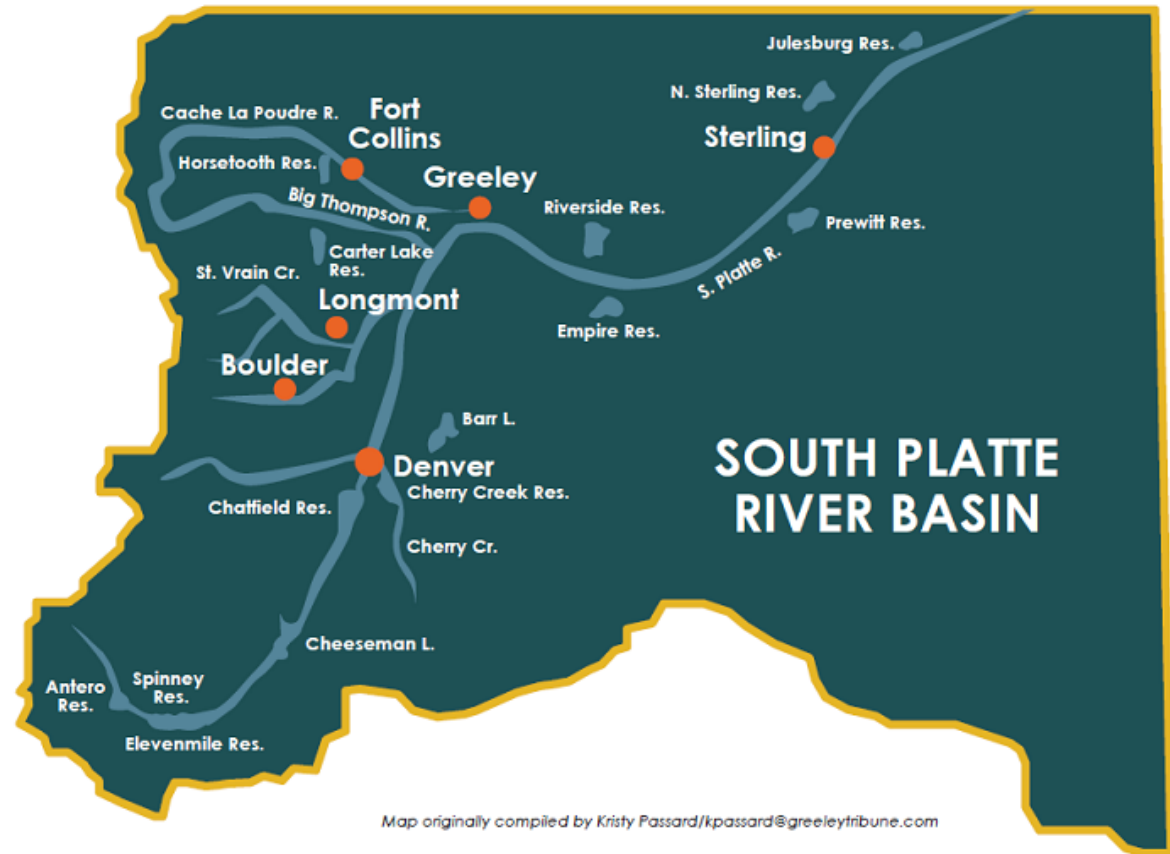 Julesburg Res.
N. Sterling Res.
Cache La Poudre R.
Fort
Collins
Sterling
Horsetooth Res.
Greeley
Big Thompson R.
Riverside Res.
Prewitt Res.
Carter Lake
Res.
St. Vrain Cr.
S. Platte R.
Longmont
Empire Res.
Boulder
Barr L.
SOUTH PLATTE
RIVER BASIN
Denver
Cherry Creek Res.
Chatfield Res.
Cherry Cr.
Cheeseman L.
Spinney
Res.
Antero
Res.
Elevenmile Res.
Map originally compiled by Kristy Passard/kpassard@greeleytribune.com